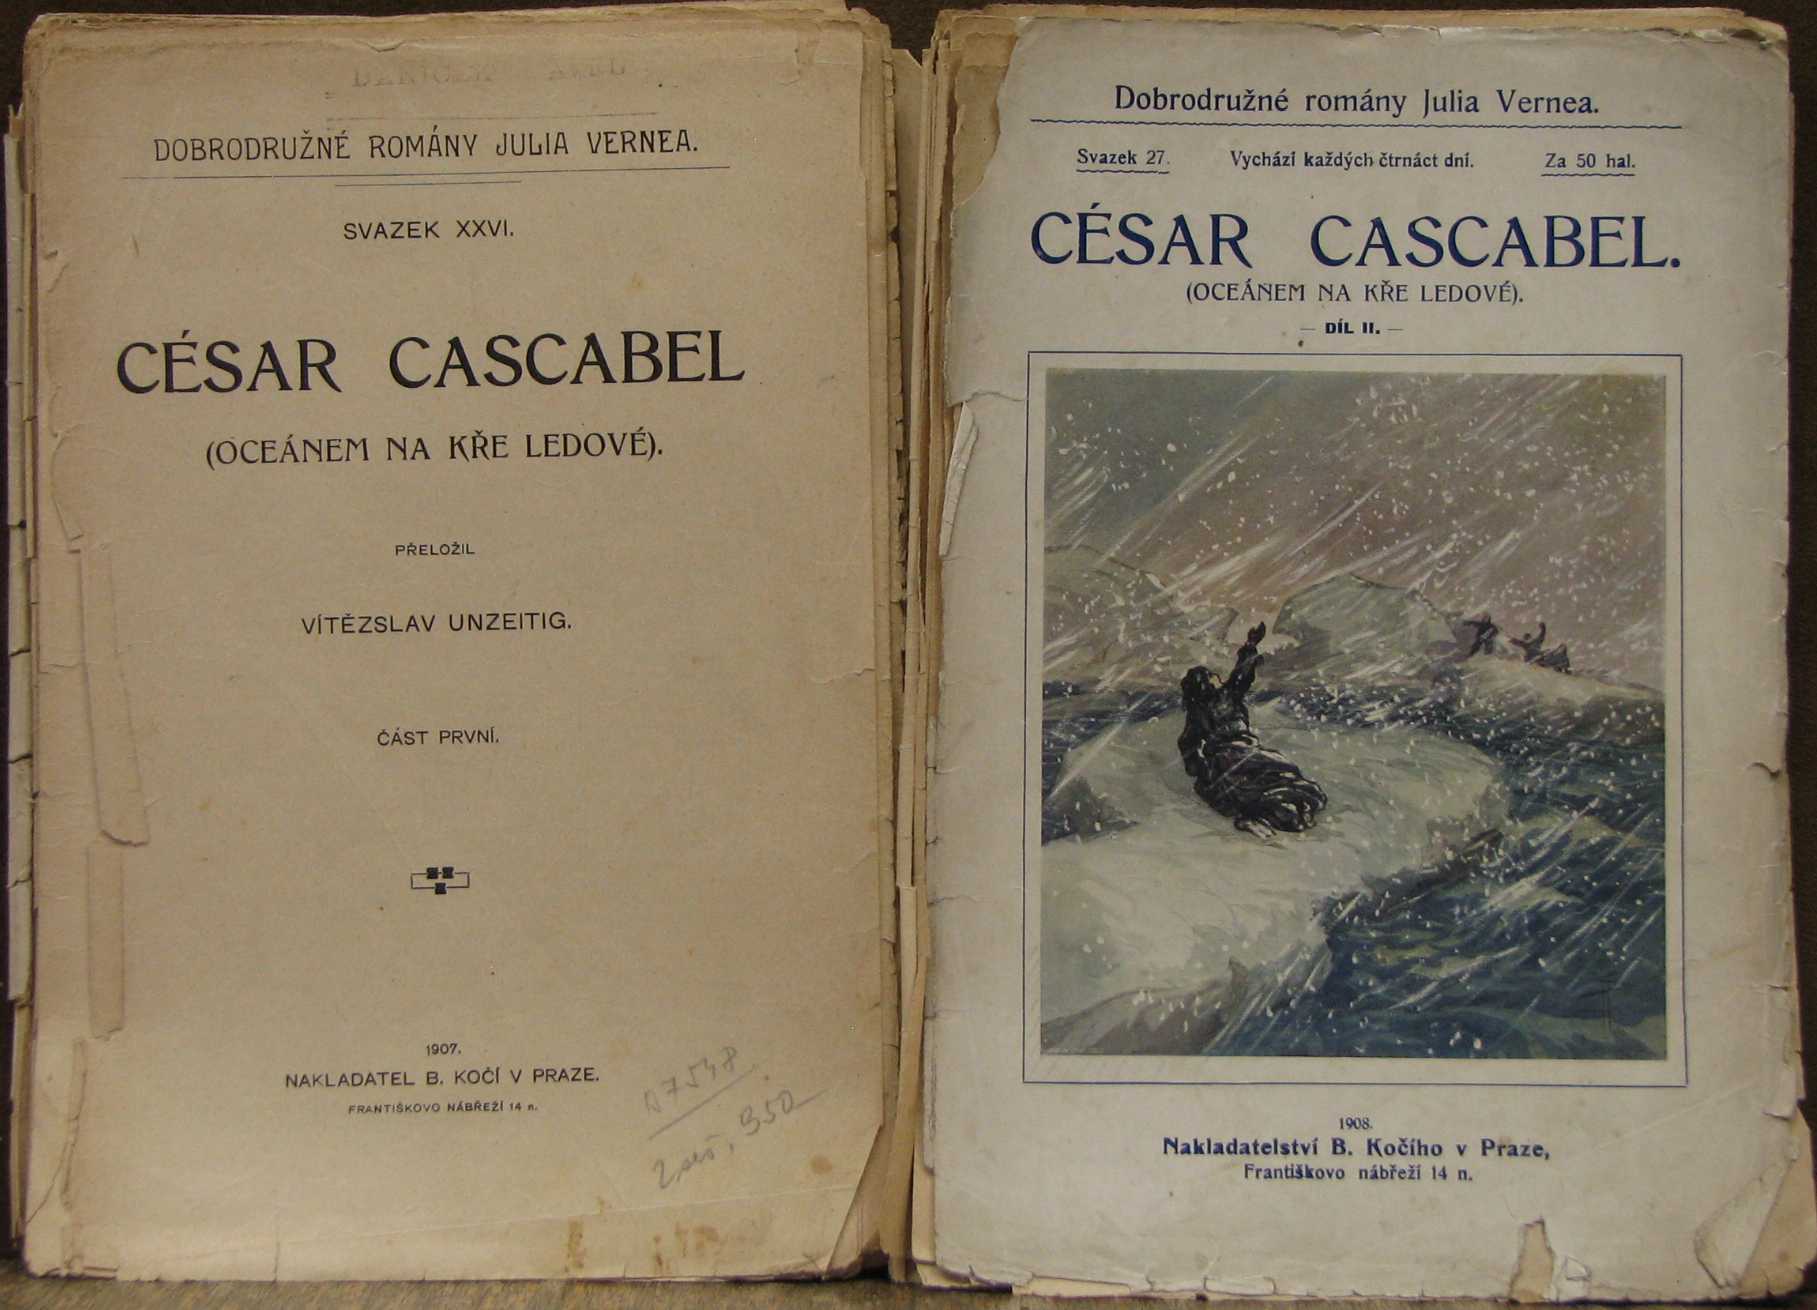 DOBRODRUŽNÉ ROMÁNY JULIA VERNEA.
SVAZEK XXVI.
CÉSAR CASCABEL
(OCEÁNEM NA KŘE LEDOVÉ).
PŘELOŽIL
VÍTĚZSLAV UNZEITIG.
ČÁST PRVNÍ.
1907.
NAKLADATEL B. KOČÍ V PRAZE.
FRANTIŠKOVO NÁBŘEŽÍ 14 n.
Dobrodružné romány Julia Vernea.
Svazek 27. Vychází každých čtrnáct dní. Za 50 hal.
CÉSAR CASCABEL.
(OCEÁNEM NA KŘE LEDOVÉ).
— DÍL II. —
1908.
Nakladatelství B. Kočího v Praze,
Františkovo nábřeží 14 n.